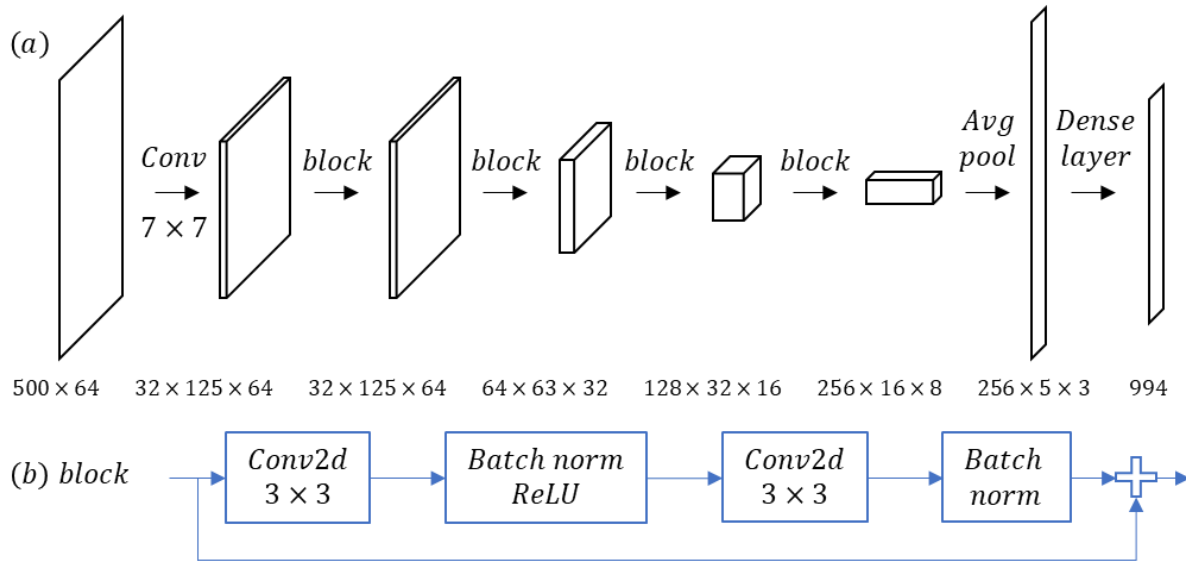 (a)
Conv
7 × 7
block
block
block
block
Avg
pool
Dense
layer
500 × 64
32 × 125 × 64
32 × 125 × 64
64 × 63 × 32
128 × 32 × 16
256 × 16 × 8
256 × 5 × 3
994
(b) block
Conv2d
3 × 3
Batch norm
ReLU
Conv2d
3 × 3
Batch
norm